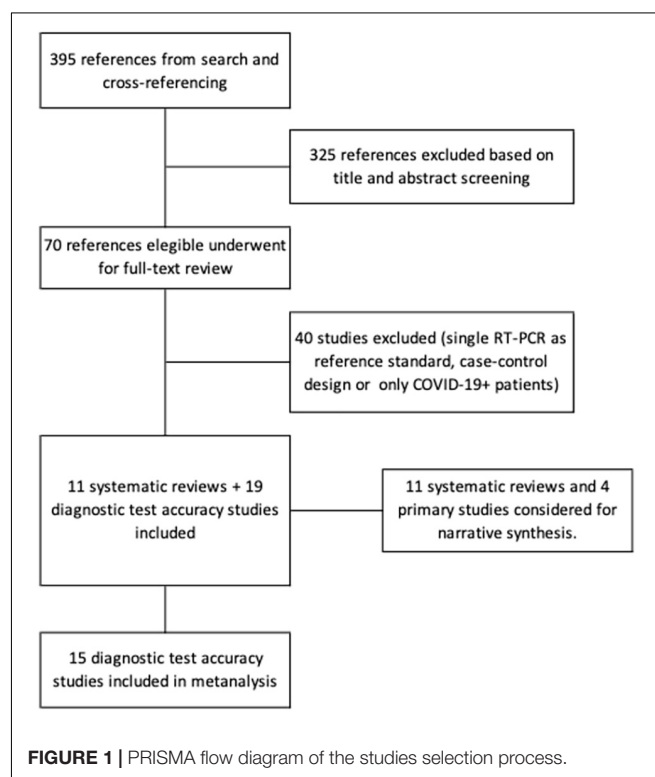 395 references from search and
cross-referencing
325 references excluded based on
title and abstract screening
70 references elegible underwent
for full-text review
40 studies excluded (single RT-PCR as
reference standard, case-control
design or only COVID-19+ patients)
11 systematic reviews + 19
diagnostic test accuracy studies
included
11 systematic reviews and 4
primary studies considered for
narrative synthesis.
15 diagnostic test accuracy
studies included in metanalysis
FIGURE 1 | PRISMA flow diagram of the studies selection process.